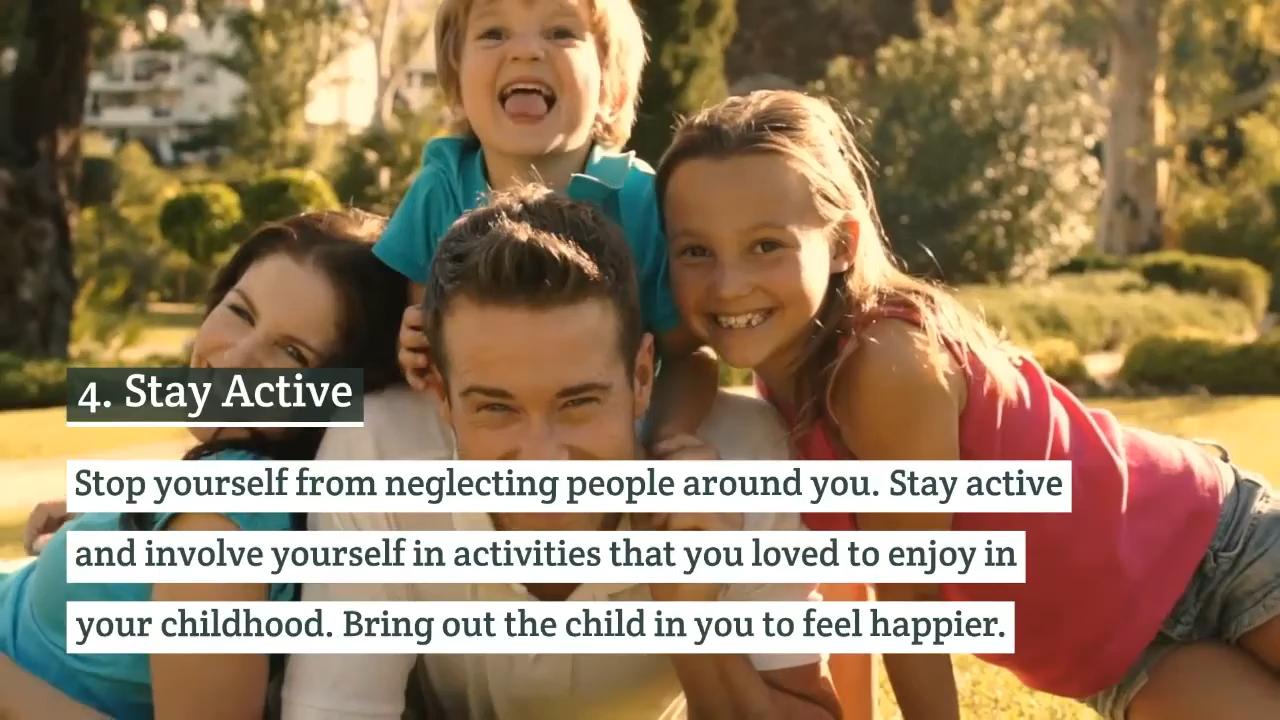 4. Stay Active
Stop yourself from neglecting people around you. Stay active
and involve yourself in activities that you loved to enjoy in
your childhood. Bring out the child in you to feel happier.